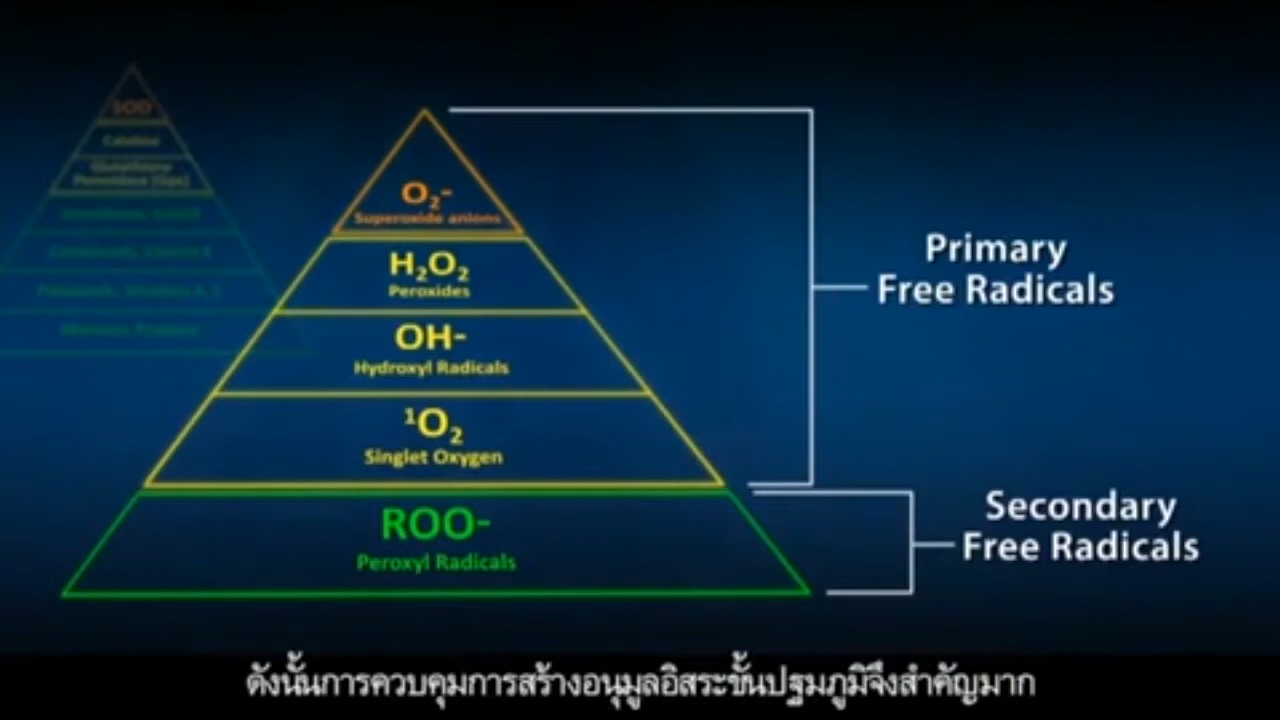 SOD
Catalase
Glutathione
Peroxidase (Gpx)
O₂-
Superoxide anions
H₂O₂
Peroxides
OH-
Hydroxyl Radicals
¹O₂
Singlet Oxygen
ROO-
Peroxyl Radicals
Primary
Free Radicals
Secondary
Free Radicals
ดังนั้นการควบคุมการสร้างอนุมูลอิสระขั้นปฐมภูมิจึงสำคัญมาก